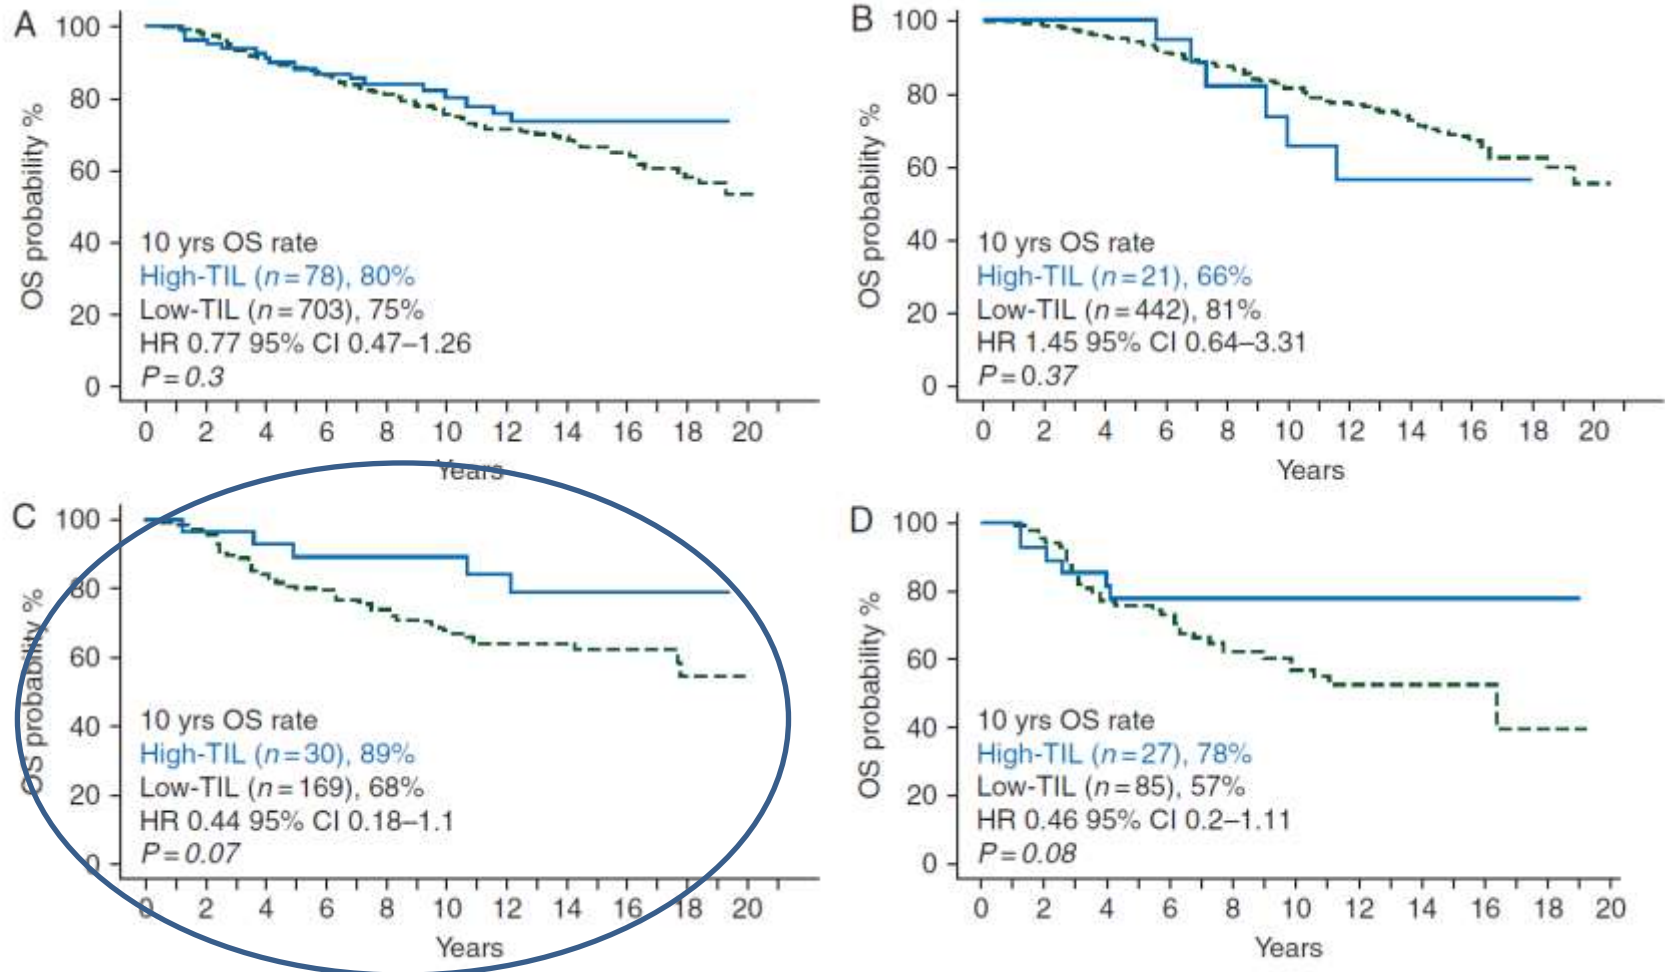 A
OS probability %
100
80
60
40
20
0
10 yrs OS rate
High-TIL (n=78), 80%
Low-TIL (n=703), 75%
HR 0.77 95% CI 0.47–1.26
P=0.3
0 2 4 6 8 10 12 14 16 18 20
Years
B
OS probability %
100
80
60
40
20
0
10 yrs OS rate
High-TIL (n=21), 66%
Low-TIL (n=442), 81%
HR 1.45 95% CI 0.64–3.31
P=0.37
0 2 4 6 8 10 12 14 16 18 20
Years
C
OS probability %
100
80
60
40
20
0
10 yrs OS rate
High-TIL (n=30), 89%
Low-TIL (n=169), 68%
HR 0.44 95% CI 0.18–1.1
P=0.07
0 2 4 6 8 10 12 14 16 18 20
Years
D
OS probability %
100
80
60
40
20
0
10 yrs OS rate
High-TIL (n=27), 78%
Low-TIL (n=85), 57%
HR 0.46 95% CI 0.2–1.11
P=0.08
0 2 4 6 8 10 12 14 16 18 20
Years